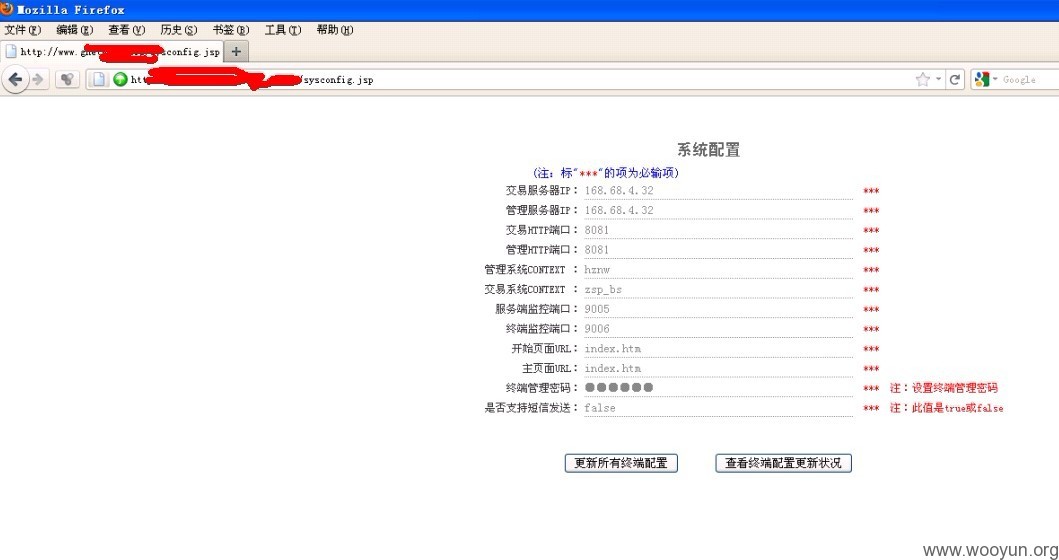 Mozilla Firefox
文件(F) 编辑(E) 查看(V) 历史(S) 书签(B) 工具(T) 帮助(H)
http://www.ghe sconfig.jsp +
ht /sysconfig.jsp Google
系统配置
(注: 标"***"的项为必输项)
交易服务器IP: 168.68.4.32 ***
管理服务器IP: 168.68.4.32 ***
交易HTTP端口: 8081 ***
管理HTTP端口: 8081 ***
管理系统CONTEXT : hznw ***
交易系统CONTEXT : zsp_bs ***
服务端监控端口: 9005 ***
终端监控端口: 9006 ***
开始页面URL: index.htm ***
主页面URL: index.htm ***
终端管理密码: ●●●●●● *** 注: 设置终端管理密码
是否支持短信发送: false *** 注: 此值是true或false
更新所有终端配置 查看终端配置更新状况
www.wooyun.org